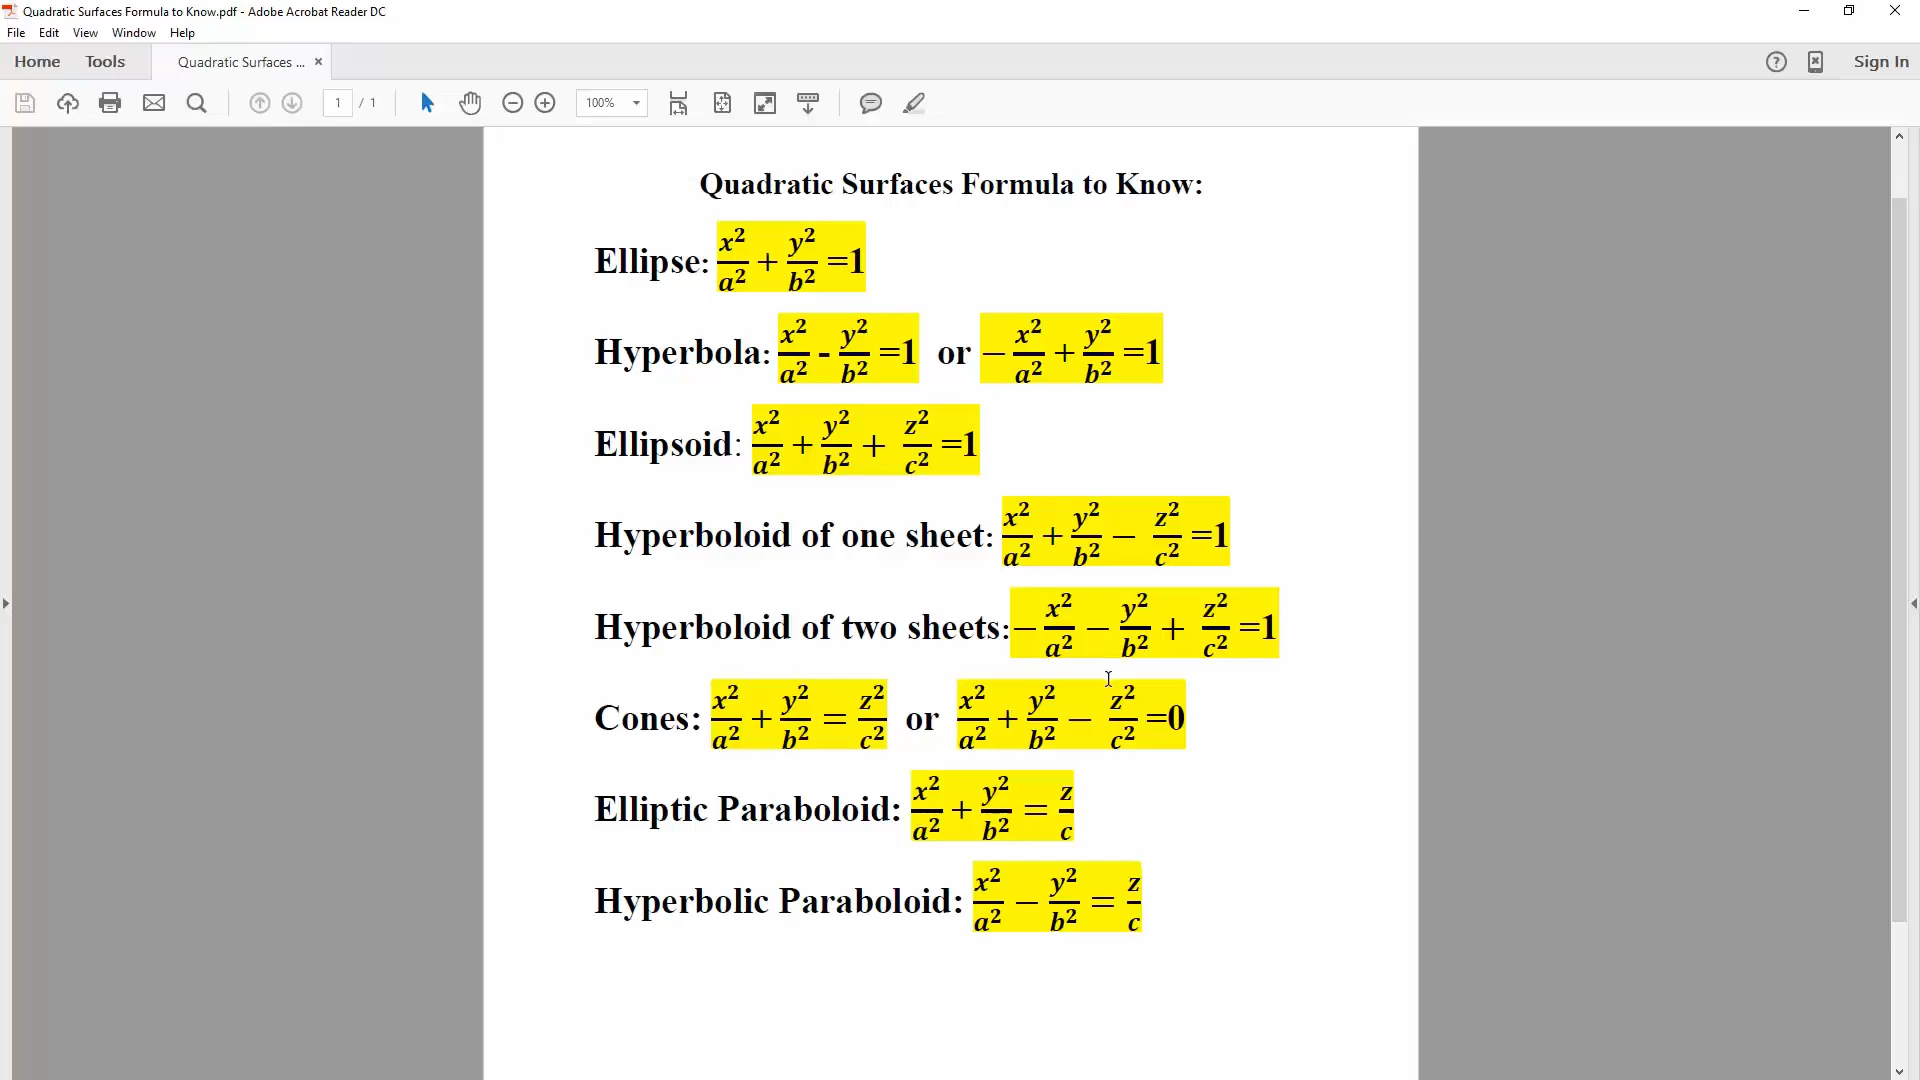 Quadratic Surfaces Formula to Know.pdf - Adobe Acrobat Reader DC
File Edit View Window Help
Home Tools Quadratic Surfaces ... × Sign In
1 / 1 100%
Quadratic Surfaces Formula to Know:
Ellipse: x²/a² + y²/b² =1
Hyperbola: x²/a² - y²/b² =1 or − x²/a² + y²/b² =1
Ellipsoid: x²/a² + y²/b² + z²/c² =1
Hyperboloid of one sheet: x²/a² + y²/b² − z²/c² =1
Hyperboloid of two sheets:− x²/a² − y²/b² + z²/c² =1
Cones: x²/a² + y²/b² = z²/c² or x²/a² + y²/b² − z²/c² =0
Elliptic Paraboloid: x²/a² + y²/b² = z/c
Hyperbolic Paraboloid: x²/a² − y²/b² = z/c